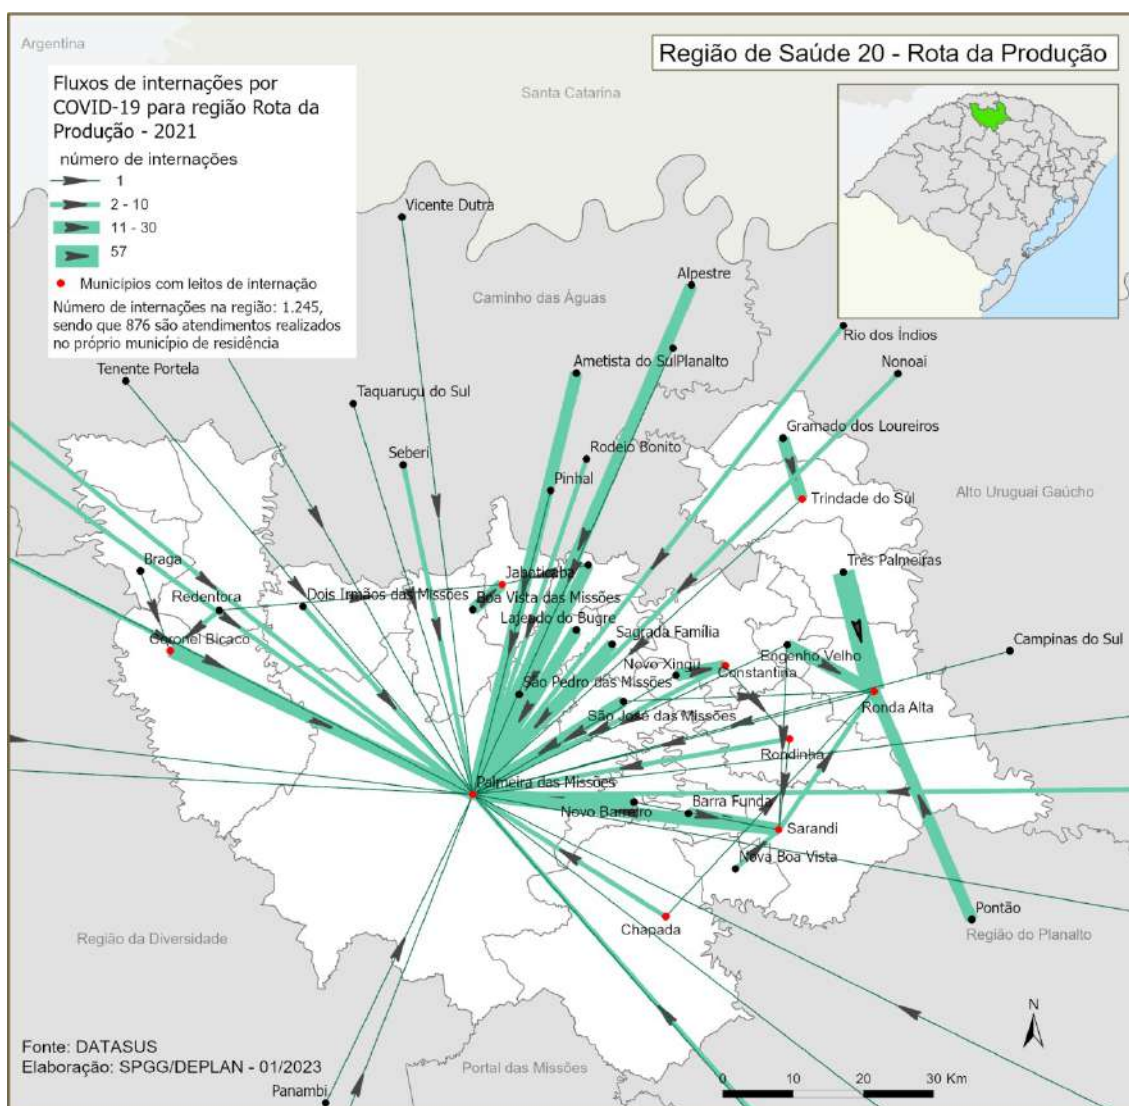 Argentina
Região de Saúde 20 - Rota da Produção
Fluxos de internações por
COVID-19 para região Rota da
Produção - 2021
número de internações
1
2 - 10
11 - 30
57
Municípios com leitos de internação
Número de internações na região: 1.245,
sendo que 876 são atendimentos realizados
no próprio município de residência
Santa Catarina
Vicente Dutra
Alpestre
Caminho das Águas
Rio dos Índios
Tenente Portela
Ametista do Sul
Planalto
Nonoai
Taquaruçu do Sul
Gramado dos Loureiros
Seberi
Rodeio Bonito
Pinhal
Trindade do Sul
Alto Uruguai Gaúcho
Braga
Jaboticaba
Três Palmeiras
Redentora
Dois Irmãos das Missões
Boa Vista das Missões
Lajeado do Bugre
Coronel Bicaco
Sagrada Família
Engenho Velho
Campinas do Sul
Novo Xingu
Constantina
São Pedro das Missões
São José das Missões
Ronda Alta
Rondinha
Palmeira das Missões
Novo Barreiro
Barra Funda
Sarandi
Nova Boa Vista
Pontão
Chapada
Região da Diversidade
Região do Planalto
N
Fonte: DATASUS
Elaboração: SPGG/DEPLAN - 01/2023
Portal das Missões
Panambi
0 10 20 30 Km